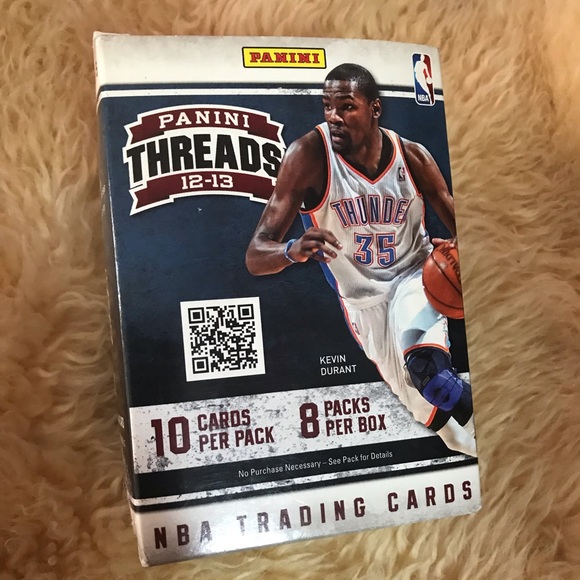 PANINI
NBA
PANINI
THREADS
12-13
THUNDE
35
KEVIN
DURANT
10 CARDS PER PACK
8 PACKS PER BOX
No Purchase Necessary – See Pack for Details
NBA TRADING CARDS